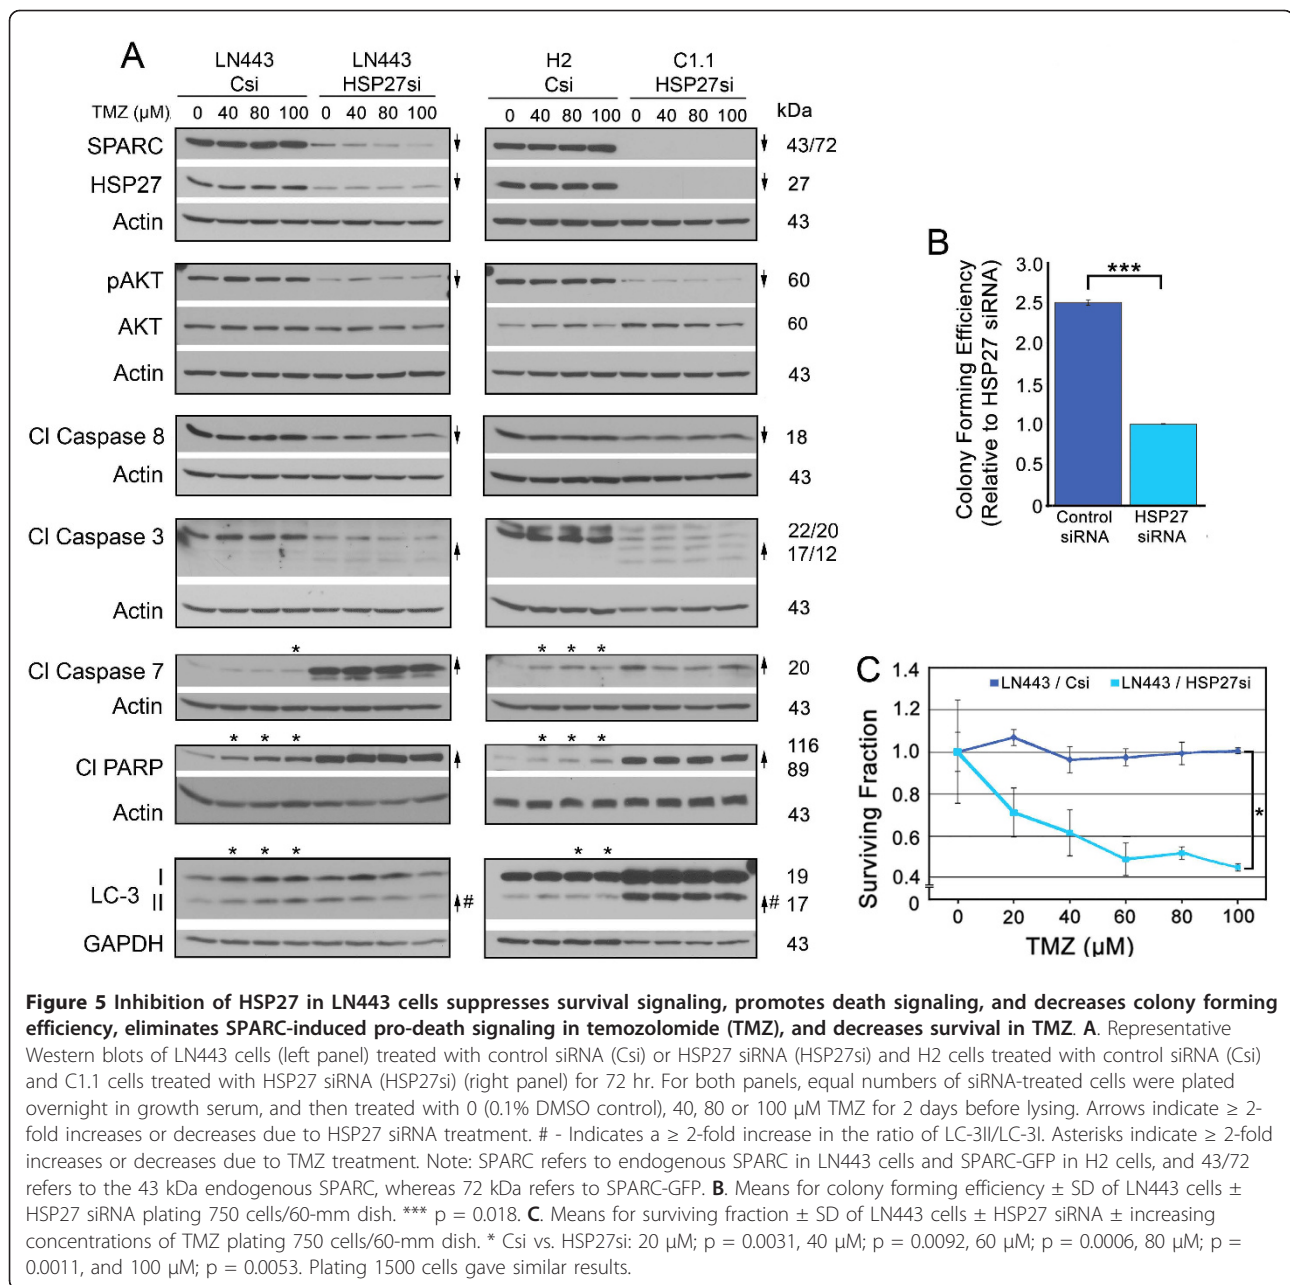 A
LN443 LN443 H2 C1.1
Csi HSP27si Csi HSP27si
TMZ (µM) 0 40 80 100 0 40 80 100 0 40 80 100 0 40 80 100 kDa
SPARC 43/72
HSP27 27
Actin 43
pAKT 60
AKT 60
Actin 43
Cl Caspase 8 18
Actin 43
Cl Caspase 3 22/20
17/12
Actin 43
* * * *
Cl Caspase 7 20
Actin 43
* * * * * *
Cl PARP 116
89
Actin 43
* * * * *
LC-3 I 19
II # # 17
GAPDH 43
B
Colony Forming Efficiency
(Relative to HSP27 siRNA)
3.0
2.5
2.0
1.5
1.0
0.5
0
***
Control siRNA
HSP27 siRNA
C
Surviving Fraction
1.4
1.2
1.0
0.8
0.6
0.4
0
LN443 / Csi LN443 / HSP27si
*
0 20 40 60 80 100
TMZ (µM)
Figure 5 Inhibition of HSP27 in LN443 cells suppresses survival signaling, promotes death signaling, and decreases colony forming
efficiency, eliminates SPARC-induced pro-death signaling in temozolomide (TMZ), and decreases survival in TMZ. A. Representative
Western blots of LN443 cells (left panel) treated with control siRNA (Csi) or HSP27 siRNA (HSP27si) and H2 cells treated with control siRNA (Csi)
and C1.1 cells treated with HSP27 siRNA (HSP27si) (right panel) for 72 hr. For both panels, equal numbers of siRNA-treated cells were plated
overnight in growth serum, and then treated with 0 (0.1% DMSO control), 40, 80 or 100 μM TMZ for 2 days before lysing. Arrows indicate ≥ 2-
fold increases or decreases due to HSP27 siRNA treatment. # - Indicates a ≥ 2-fold increase in the ratio of LC-3II/LC-3I. Asterisks indicate ≥ 2-fold
increases or decreases due to TMZ treatment. Note: SPARC refers to endogenous SPARC in LN443 cells and SPARC-GFP in H2 cells, and 43/72
refers to the 43 kDa endogenous SPARC, whereas 72 kDa refers to SPARC-GFP. B. Means for colony forming efficiency ± SD of LN443 cells ±
HSP27 siRNA plating 750 cells/60-mm dish. *** p = 0.018. C. Means for surviving fraction ± SD of LN443 cells ± HSP27 siRNA ± increasing
concentrations of TMZ plating 750 cells/60-mm dish. * Csi vs. HSP27si: 20 μM; p = 0.0031, 40 μM; p = 0.0092, 60 μM; p = 0.0006, 80 μM; p =
0.0011, and 100 μM; p = 0.0053. Plating 1500 cells gave similar results.